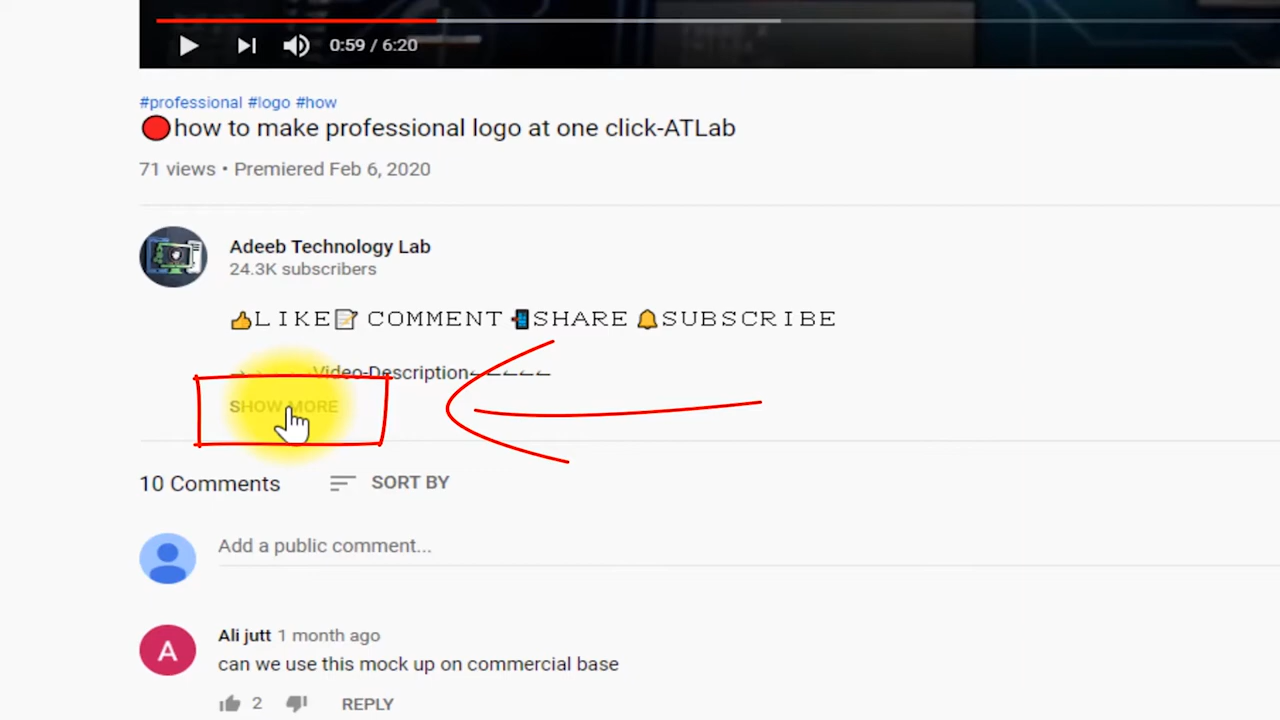 0:59 / 6:20
#professional #logo #how
🔴how to make professional logo at one click-ATLab
71 views • Premiered Feb 6, 2020
Adeeb Technology Lab
24.3K subscribers
👍LIKE📝 COMMENT 📲SHARE 🔔SUBSCRIBE
Video-Description
SHOW MORE
10 Comments
SORT BY
Add a public comment...
A
Ali jutt 1 month ago
can we use this mock up on commercial base
2
REPLY